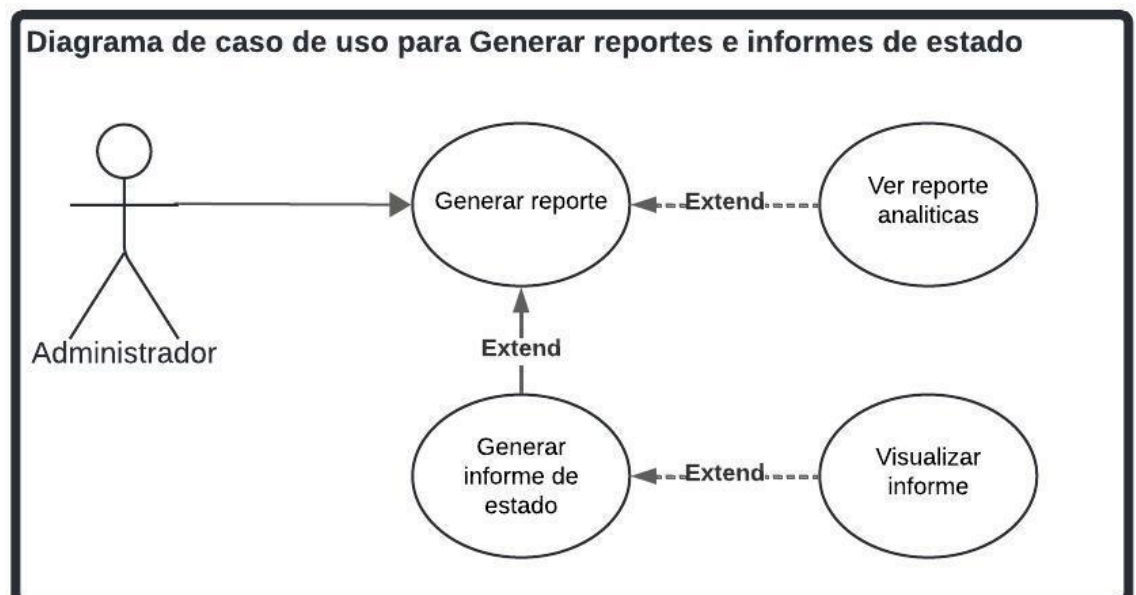 Diagrama de caso de uso para Generar reportes e informes de estado
Generar reporte
Extend
Ver reporte
analiticas
Administrador
Extend
Generar
informe de
estado
Extend
Visualizar
informe